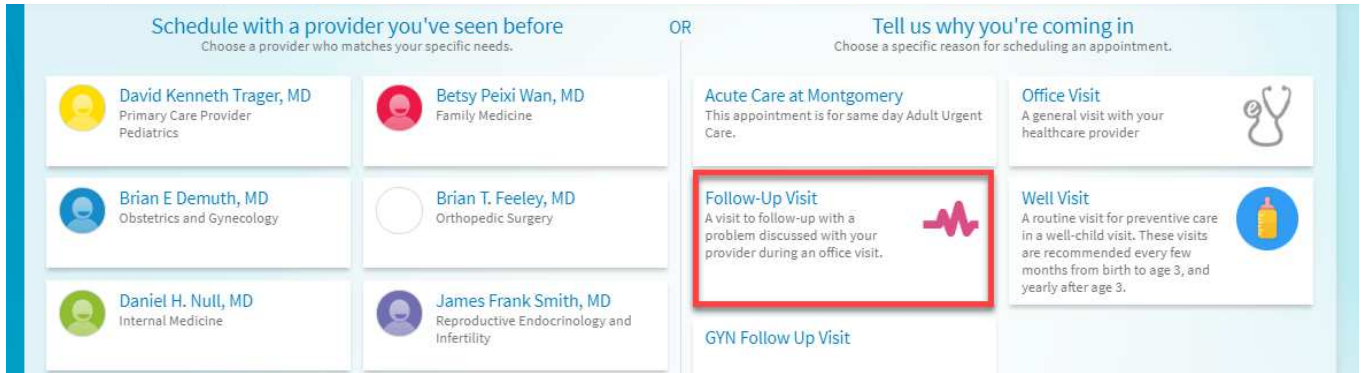 Schedule with a provider you've seen before
Choose a provider who matches your specific needs.
David Kenneth Trager, MD
Primary Care Provider
Pediatrics
Betsy Peixi Wan, MD
Family Medicine
Brian E Demuth, MD
Obstetrics and Gynecology
Brian T. Feeley, MD
Orthopedic Surgery
Daniel H. Null, MD
Internal Medicine
James Frank Smith, MD
Reproductive Endocrinology and
Infertility
OR
Tell us why you're coming in
Choose a specific reason for scheduling an appointment.
Acute Care at Montgomery
This appointment is for same day Adult Urgent
Care.
Office Visit
A general visit with your
healthcare provider
Follow-Up Visit
A visit to follow-up with a
problem discussed with your
provider during an office visit.
Well Visit
A routine visit for preventive care
in a well-child visit. These visits
are recommended every few
months from birth to age 3, and
yearly after age 3.
GYN Follow Up Visit